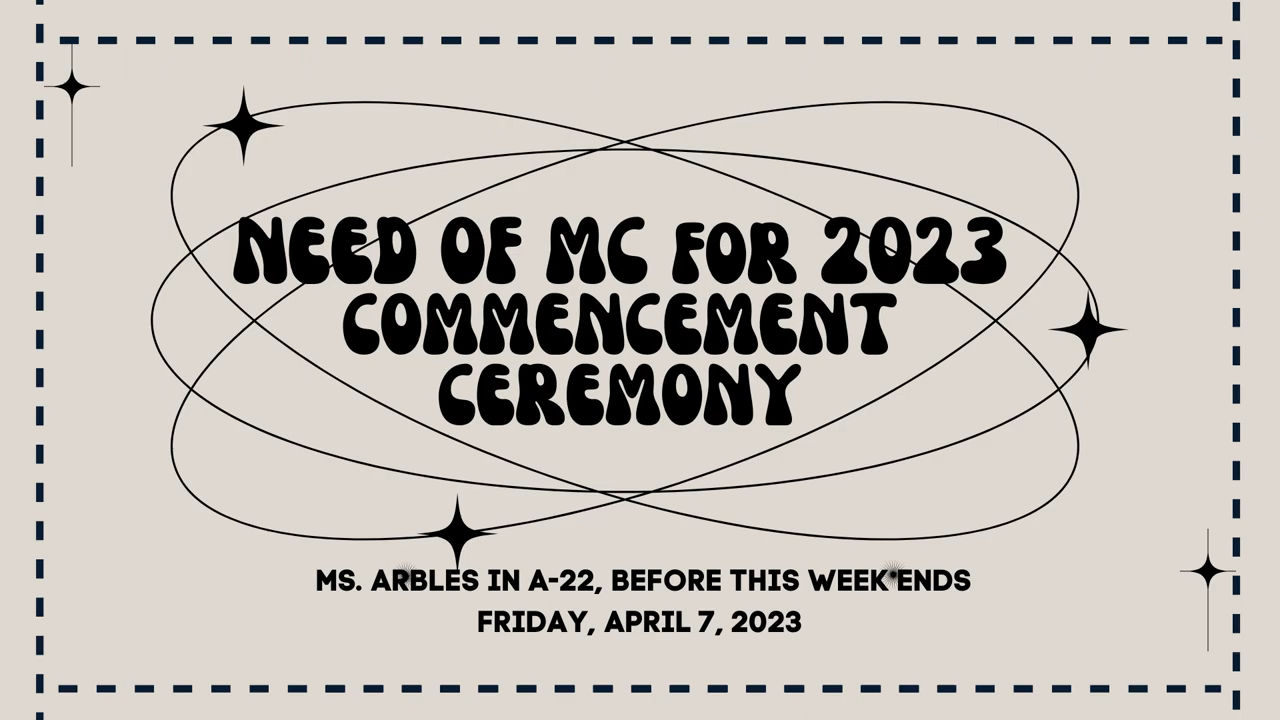 NEED OF MC FOR 2023
COMMENCEMENT
CEREMONY
MS. ARBLES IN A-22, BEFORE THIS WEEK ENDS
FRIDAY, APRIL 7, 2023